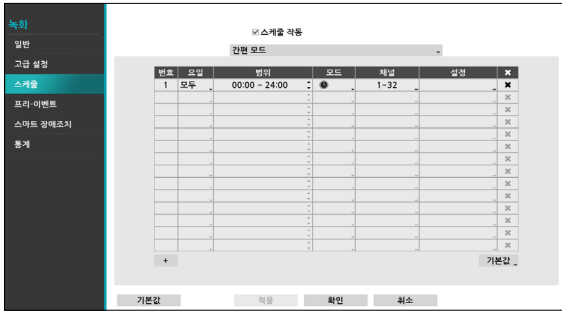 녹화
일반
고급 설정
스케줄
프리-이벤트
스마트 장애조치
통계
스케줄 작동
간편 모드
번호 요일 범위 모드 채널 설정 ✖
1 모두 00:00 ~ 24:00 1~32 ✖
+ 기본값
기본값 적용 확인 취소